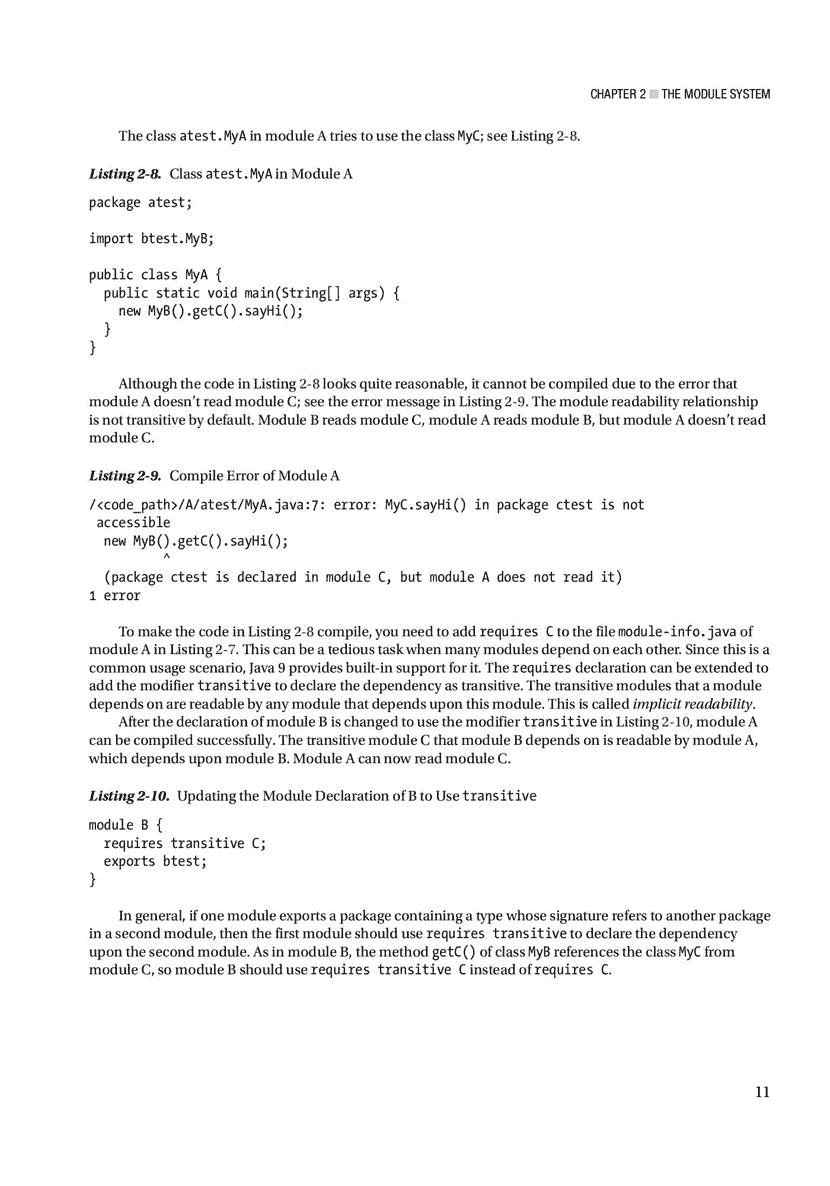 CHAPTER 2 ■ THE MODULE SYSTEM
The class atest.MyA in module A tries to use the class MyC; see Listing 2-8.
Listing 2-8. Class atest.MyA in Module A
package atest;
import btest.MyB;
public class MyA {
  public static void main(String[] args) {
    new MyB().getC().sayHi();
  }
}
Although the code in Listing 2-8 looks quite reasonable, it cannot be compiled due to the error that
module A doesn't read module C; see the error message in Listing 2-9. The module readability relationship
is not transitive by default. Module B reads module C, module A reads module B, but module A doesn't read
module C.
Listing 2-9. Compile Error of Module A
/<code_path>/A/atest/MyA.java:7: error: MyC.sayHi() in package ctest is not
 accessible
  new MyB().getC().sayHi();
          ^
  (package ctest is declared in module C, but module A does not read it)
1 error
To make the code in Listing 2-8 compile, you need to add requires C to the file module-info.java of
module A in Listing 2-7. This can be a tedious task when many modules depend on each other. Since this is a
common usage scenario, Java 9 provides built-in support for it. The requires declaration can be extended to
add the modifier transitive to declare the dependency as transitive. The transitive modules that a module
depends on are readable by any module that depends upon this module. This is called implicit readability.
After the declaration of module B is changed to use the modifier transitive in Listing 2-10, module A
can be compiled successfully. The transitive module C that module B depends on is readable by module A,
which depends upon module B. Module A can now read module C.
Listing 2-10. Updating the Module Declaration of B to Use transitive
module B {
  requires transitive C;
  exports btest;
}
In general, if one module exports a package containing a type whose signature refers to another package
in a second module, then the first module should use requires transitive to declare the dependency
upon the second module. As in module B, the method getC() of class MyB references the class MyC from
module C, so module B should use requires transitive C instead of requires C.
11